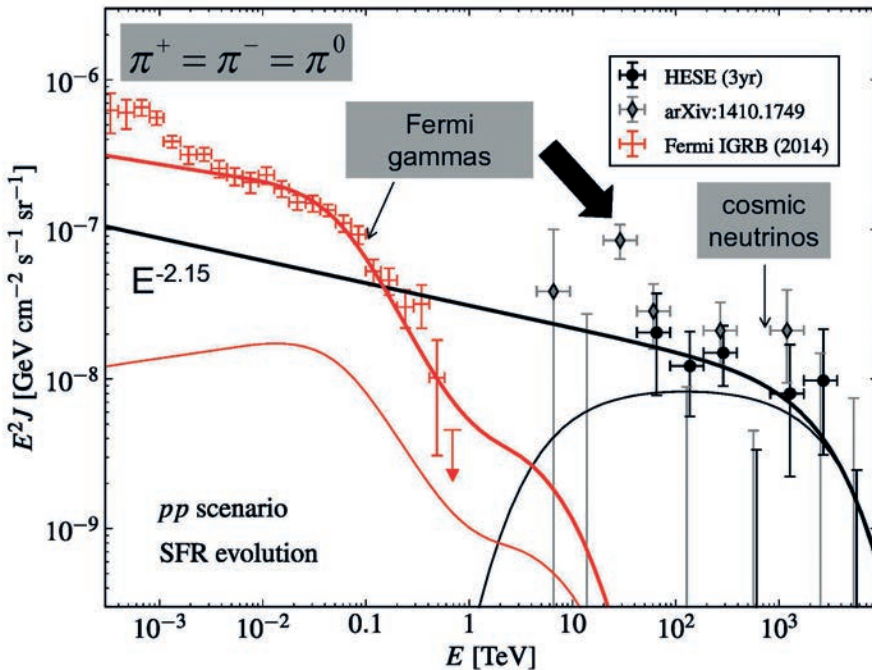 π⁺ = π⁻ = π⁰
HESE (3yr)
arXiv:1410.1749
Fermi IGRB (2014)
Fermi
gammas
cosmic
neutrinos
E⁻²·¹⁵
pp scenario
SFR evolution
10⁻⁶
10⁻⁷
10⁻⁸
10⁻⁹
E²J [GeV cm⁻² s⁻¹ sr⁻¹]
10⁻³ 10⁻² 0.1 1 10 10² 10³
E [TeV]